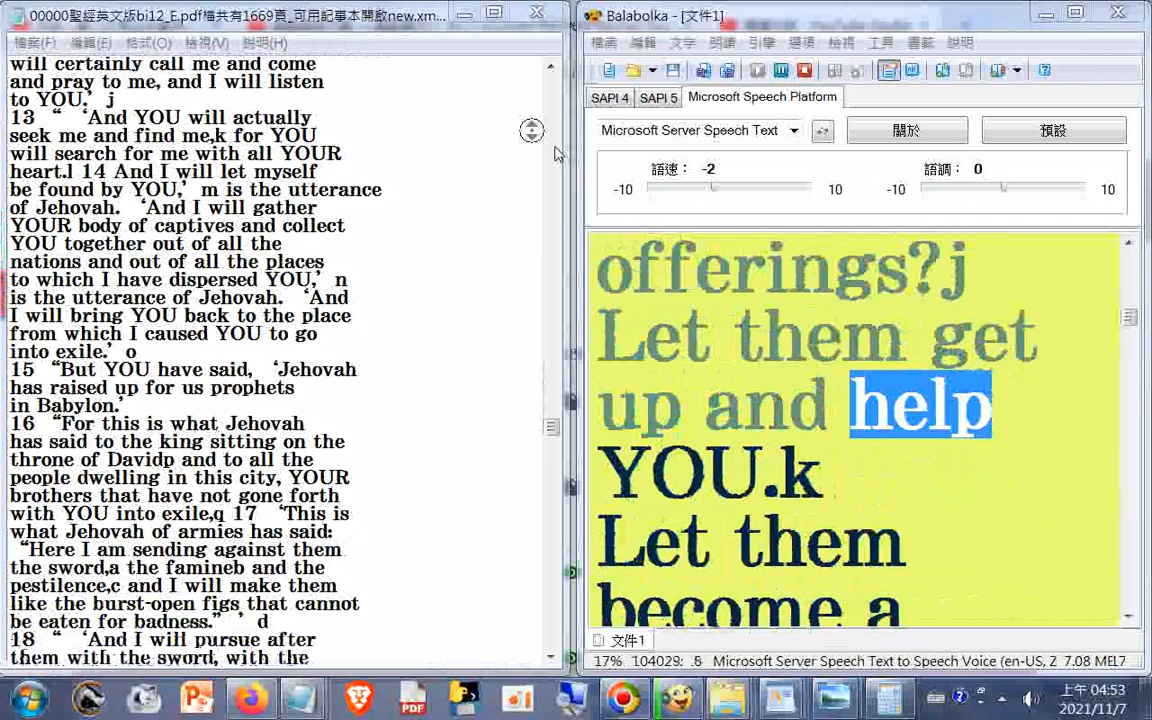 00000聖經英文版bi12_E.pdf檔共有1669頁_可用記事本開啟new.xm...
檔案(F) 編輯(E) 格式(O) 檢視(V) 說明(H)
will certainly call me and come
and pray to me, and I will listen
to YOU.’ j
13 “ ‘And YOU will actually
seek me and find me,k for YOU
will search for me with all YOUR
heart.l 14 And I will let myself
be found by YOU,’ m is the utterance
of Jehovah. ‘And I will gather
YOUR body of captives and collect
YOU together out of all the
nations and out of all the places
to which I have dispersed YOU,’ n
is the utterance of Jehovah. ‘And
I will bring YOU back to the place
from which I caused YOU to go
into exile.’ o
15 “But YOU have said, ‘Jehovah
has raised up for us prophets
in Babylon.’
16 “For this is what Jehovah
has said to the king sitting on the
throne of Davidp and to all the
people dwelling in this city, YOUR
brothers that have not gone forth
with YOU into exile,q 17 ‘This is
what Jehovah of armies has said:
“Here I am sending against them
the sword,a the famineb and the
pestilence,c and I will make them
like the burst-open figs that cannot
be eaten for badness.” ’ d
18 “ ‘And I will pursue after
them with the sword, with the
Balabolka - [文件1]
檔案 編輯 文字 朗讀 引擎 選項 檢視 工具 書籤 說明
SAPI 4 SAPI 5 Microsoft Speech Platform
Microsoft Server Speech Text 關於 預設
語速： -2 語調： 0
-10 10 -10 10
offerings?j
Let them get
up and help
YOU.k
Let them
become a
文件1
17% 104029: .6 Microsoft Server Speech Text to Speech Voice (en-US, Z 7.08 MEL7
PDF
上午 04:53
2021/11/7